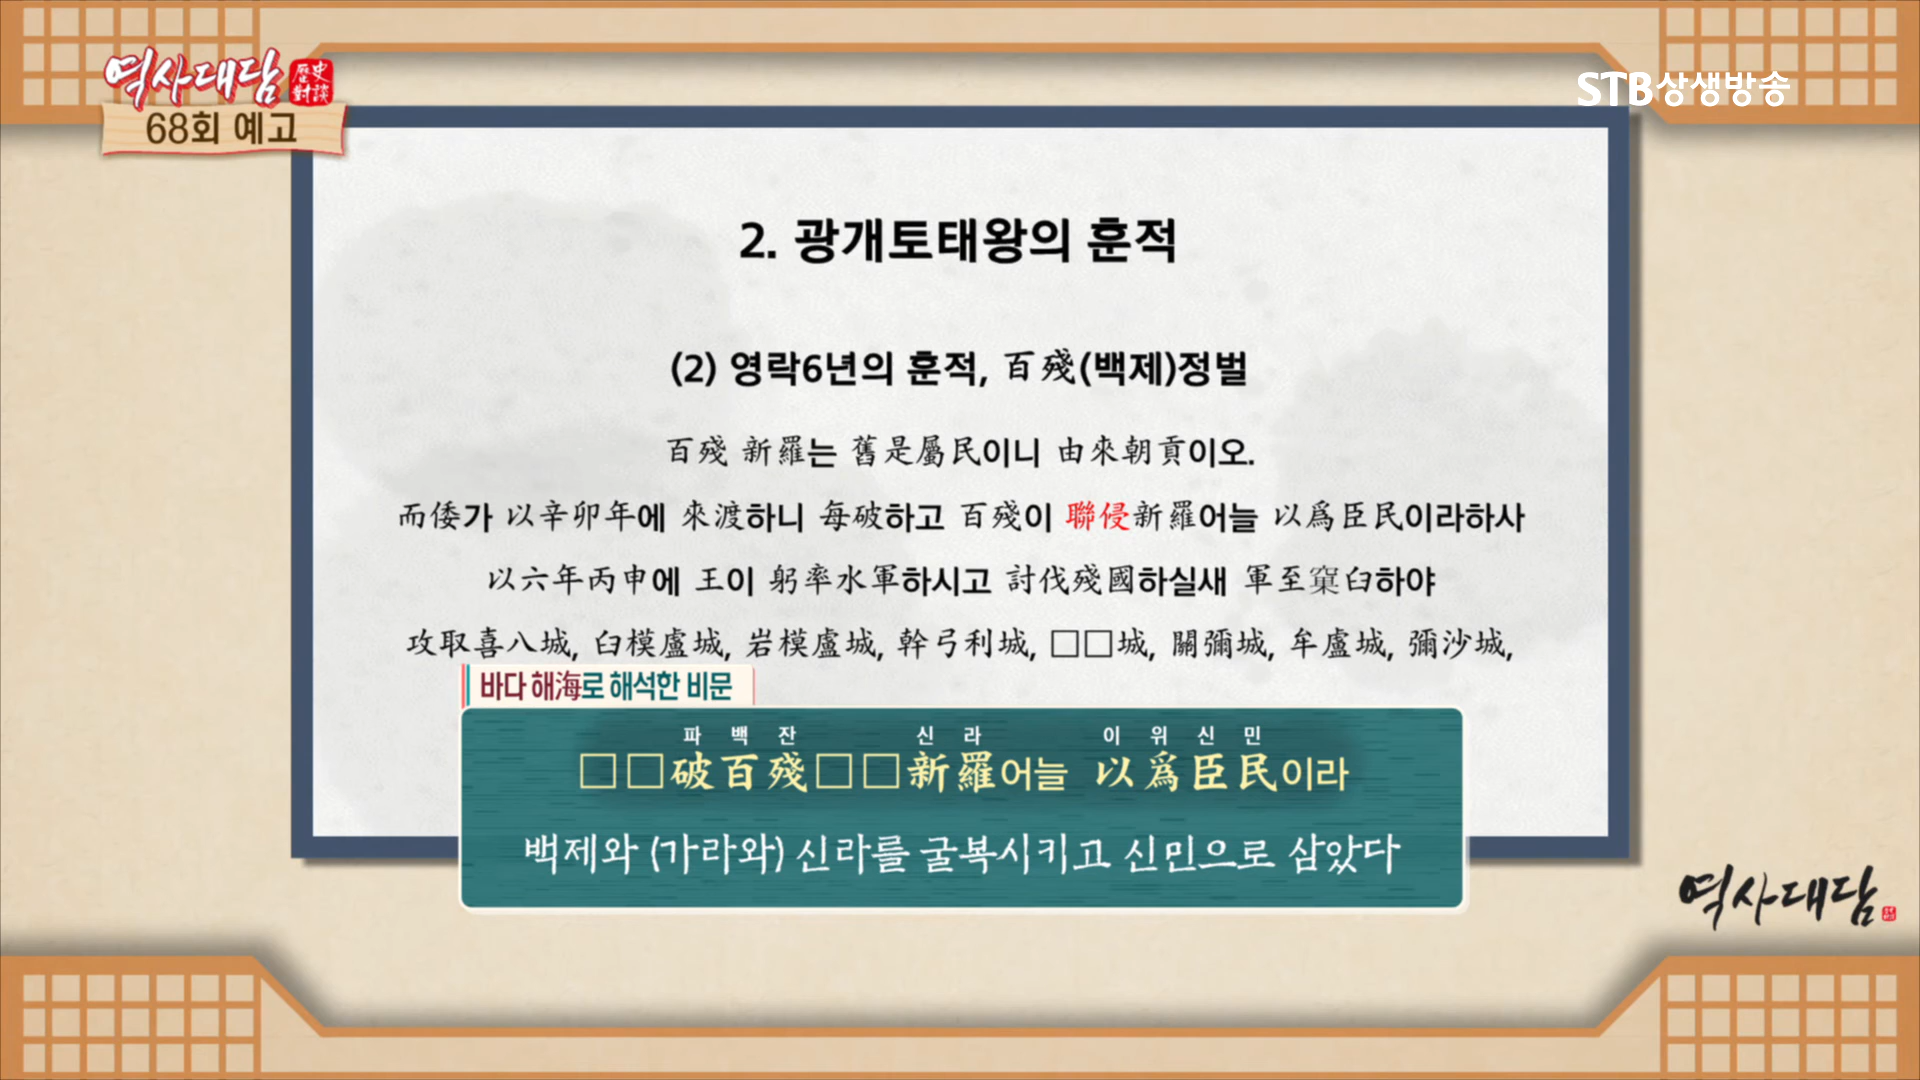 역사대담 歷史對談
68회 예고
STB상생방송
2. 광개토태왕의 훈적
(2) 영락6년의 훈적, 百殘(백제)정벌
百殘 新羅는 舊是屬民이니 由來朝貢이오.
而倭가 以辛卯年에 來渡하니 每破하고 百殘이 聯侵新羅어늘 以爲臣民이라하사
以六年丙申에 王이 躬率水軍하시고 討伐殘國하실새 軍至窠臼하야
攻取壹八城, 臼模盧城, 岩模盧城, 幹弓利城, □□城, 關彌城, 牟盧城, 彌沙城,
바다 해海로 해석한 비문
파 백 잔 신 라 이 위 신 민
□□破百殘□□新羅어늘 以爲臣民이라
백제와 (가라와) 신라를 굴복시키고 신민으로 삼았다
역사대담